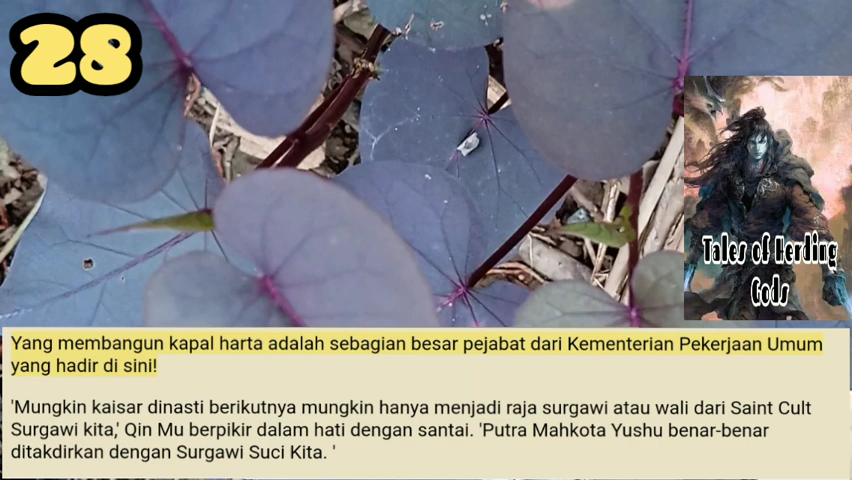 28
Tales of Herding
Gods
Yang membangun kapal harta adalah sebagian besar pejabat dari Kementerian Pekerjaan Umum
yang hadir di sini!
'Mungkin kaisar dinasti berikutnya mungkin hanya menjadi raja surgawi atau wali dari Saint Cult
Surgawi kita,' Qin Mu berpikir dalam hati dengan santai. 'Putra Mahkota Yushu benar-benar
ditakdirkan dengan Surgawi Suci Kita. '